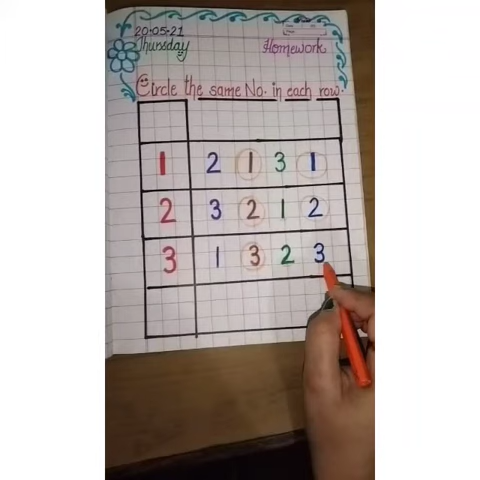 20-05-21
Thursday
Homework
Circle the same No. in each row.
1 2 1 3 1
2 3 2 1 2
3 1 3 2 3